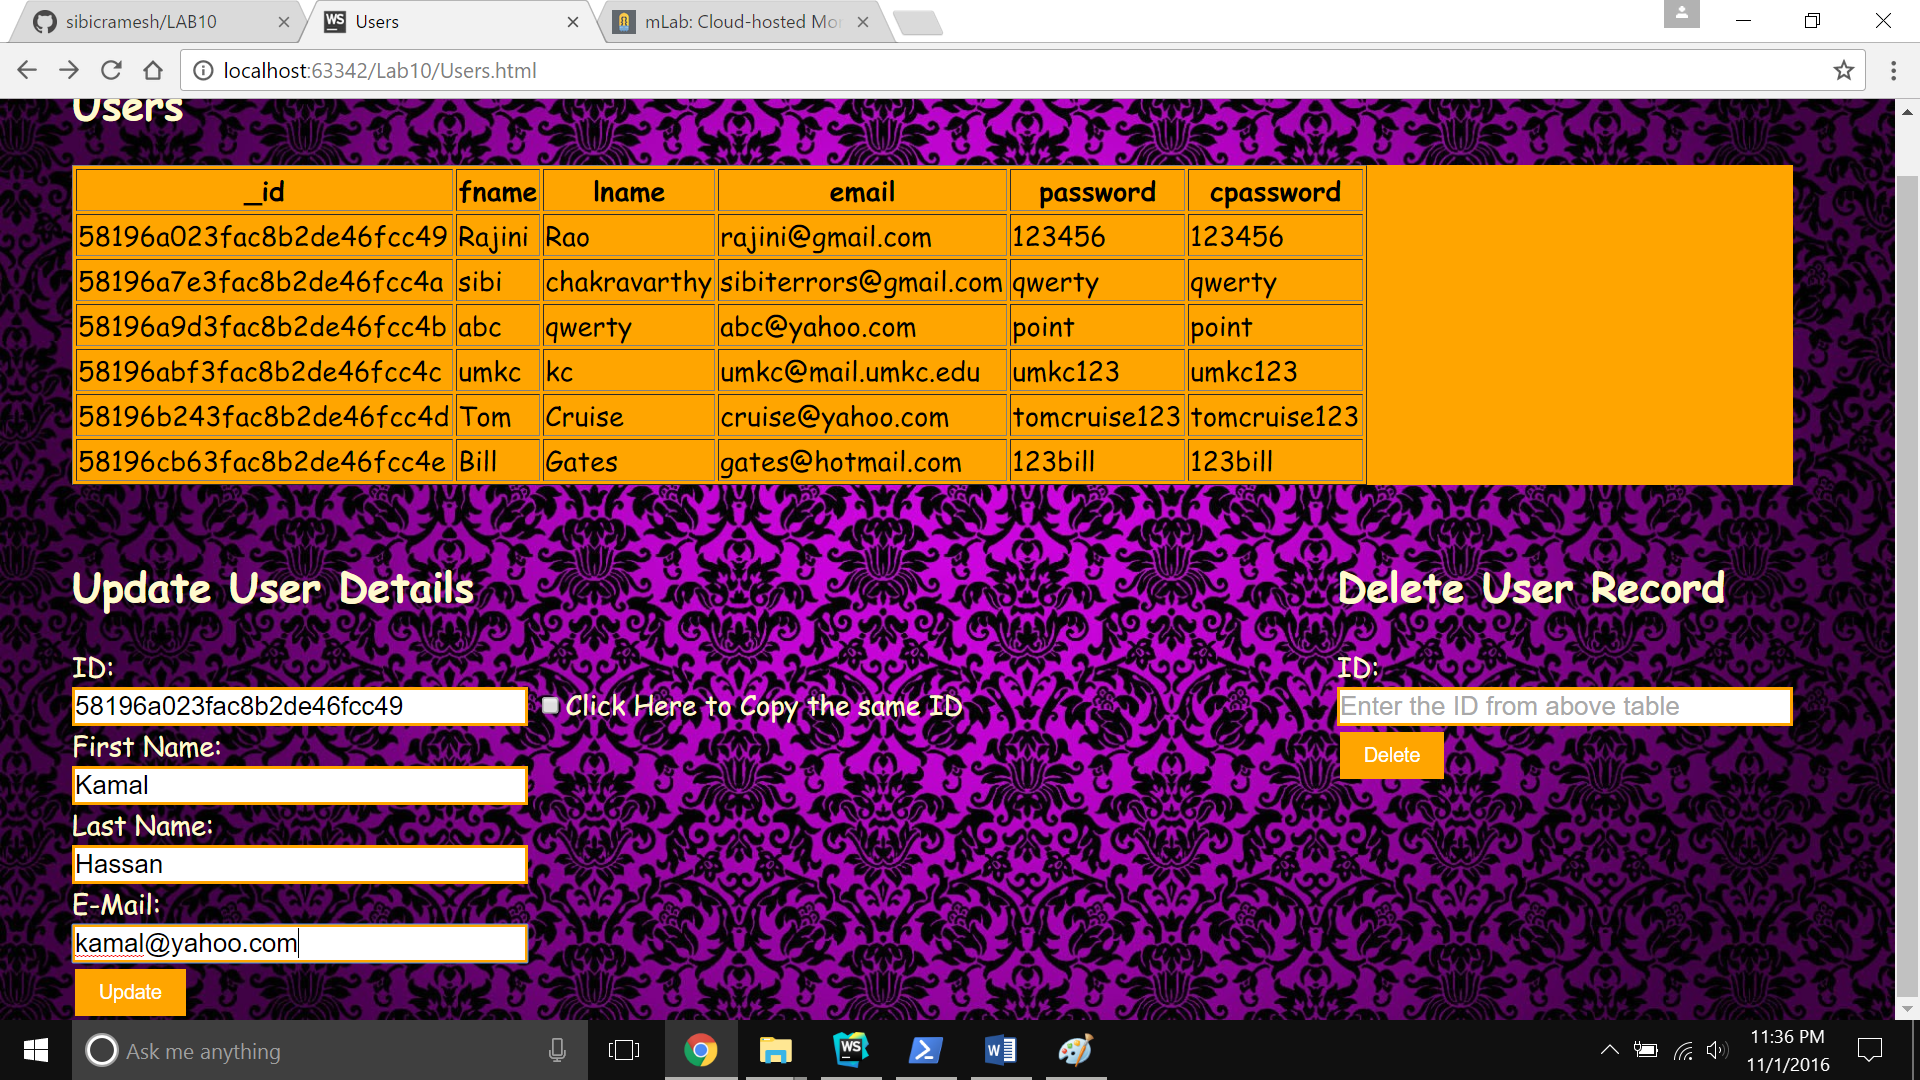 sibicramesh/LAB10
Users
mLab: Cloud-hosted Mo
localhost:63342/Lab10/Users.html
Users
_id fname lname email password cpassword
58196a023fac8b2de46fcc49 Rajini Rao rajini@gmail.com 123456 123456
58196a7e3fac8b2de46fcc4a sibi chakravarthy sibiterrors@gmail.com qwerty qwerty
58196a9d3fac8b2de46fcc4b abc qwerty abc@yahoo.com point point
58196abf3fac8b2de46fcc4c umkc kc umkc@mail.umkc.edu umkc123 umkc123
58196b243fac8b2de46fcc4d Tom Cruise cruise@yahoo.com tomcruise123 tomcruise123
58196cb63fac8b2de46fcc4e Bill Gates gates@hotmail.com 123bill 123bill
Update User Details
ID:
58196a023fac8b2de46fcc49
Click Here to Copy the same ID
First Name:
Kamal
Last Name:
Hassan
E-Mail:
kamal@yahoo.com
Update
Delete User Record
ID:
Enter the ID from above table
Delete
Ask me anything
11:36 PM
11/1/2016